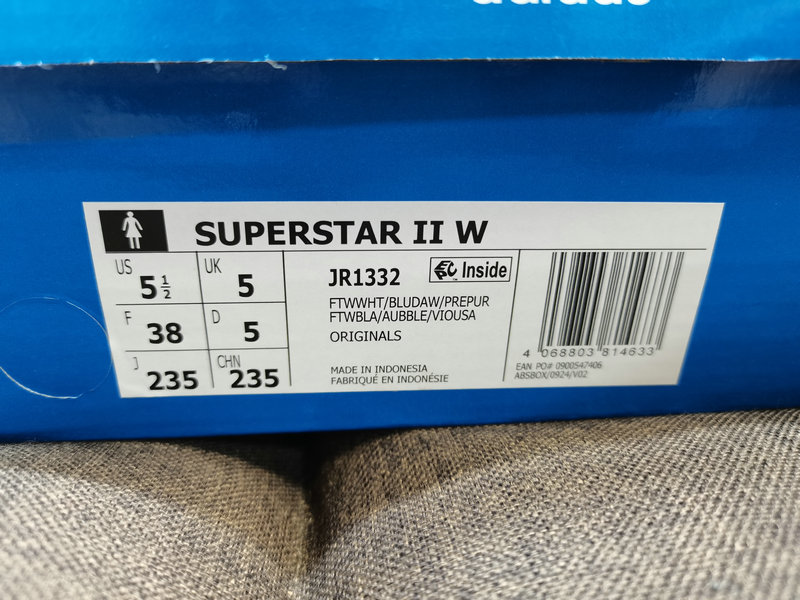 SUPERSTAR II W
US 5 1/2
UK 5
F 38
D 5
J 235
CHN 235
JR1332
EC Inside
FTWWHT/BLUDAW/PREPUR
FTWBLA/AUBBLE/VIOUSA
ORIGINALS
MADE IN INDONESIA
FABRIQUÉ EN INDONÉSIE
4 068803 814633
EAN PO# 0900547406
ABSBOX/0924/V02